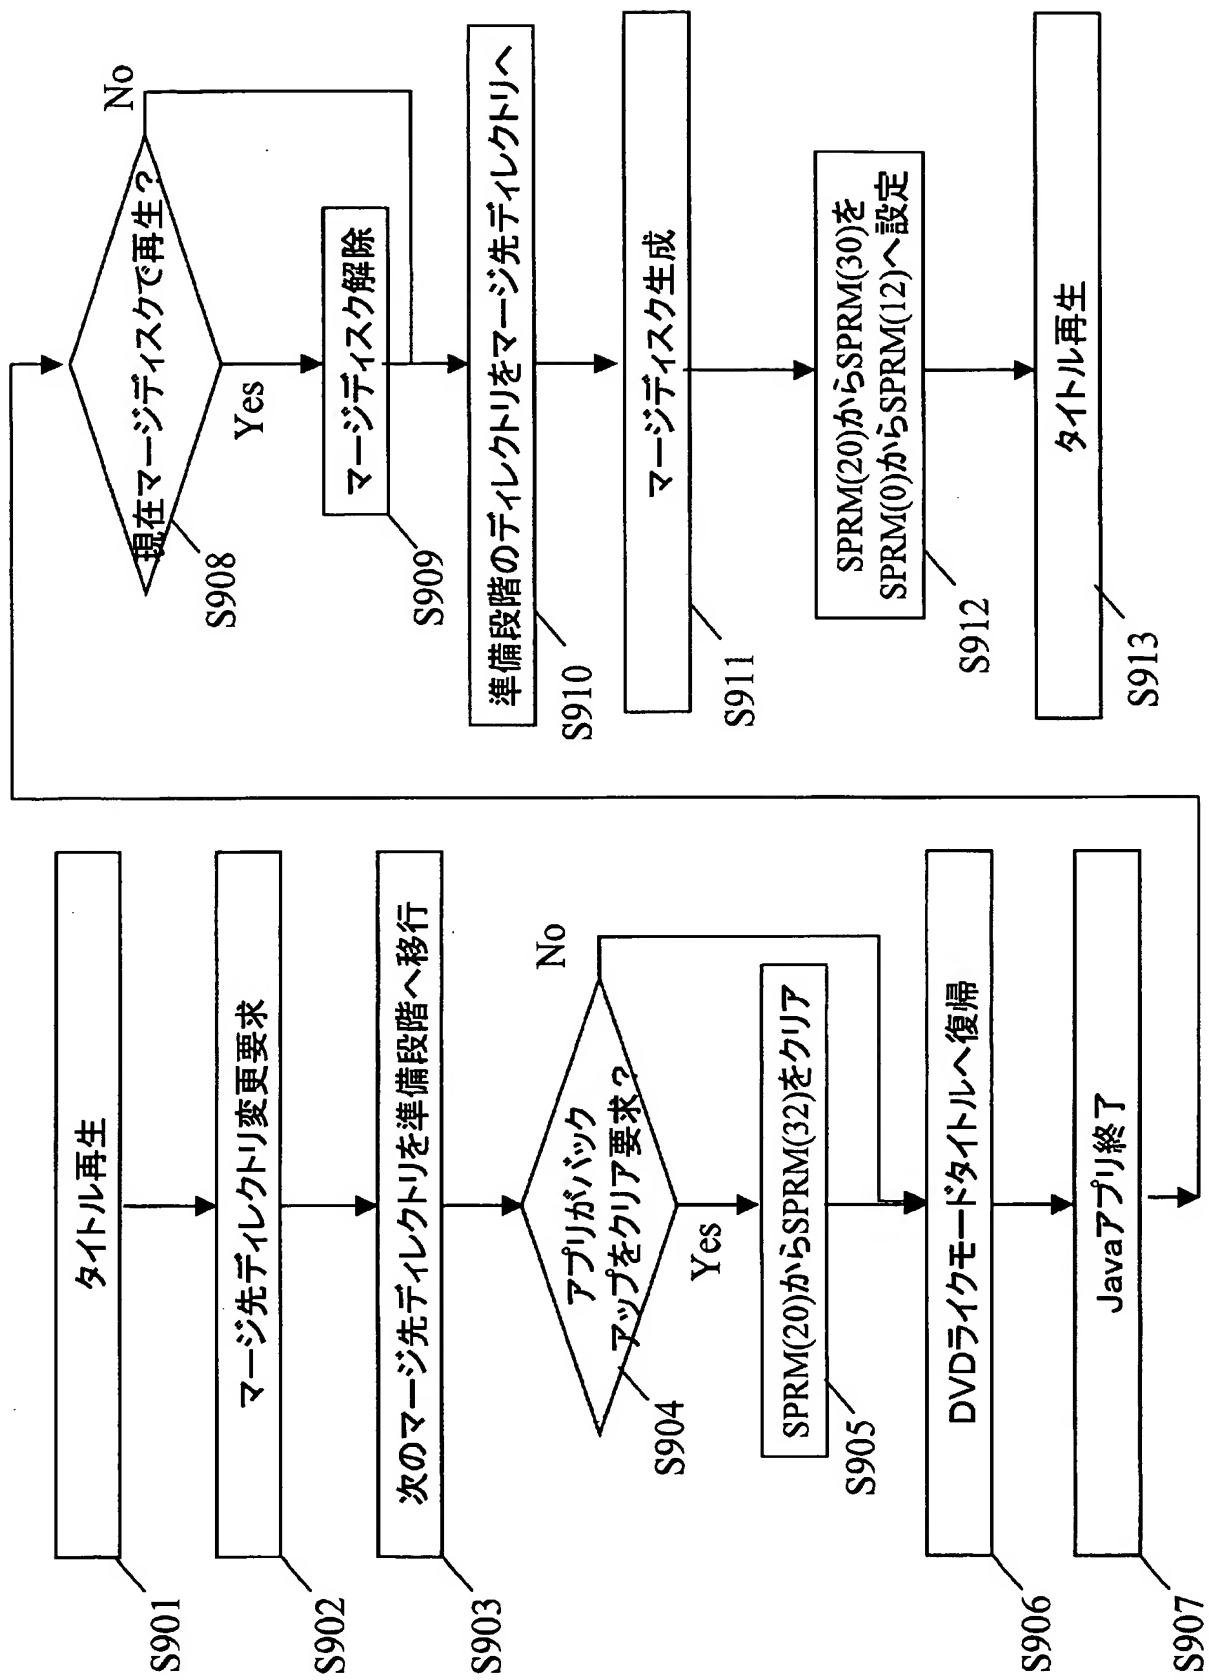 タイトル再生
S901
マージ先ディレクトリ変更要求
S902
次のマージ先ディレクトリを準備段階へ移行
S903
アプリがバック
アップをクリア要求?
No
Yes
S904
SPRM(20)からSPRM(32)をクリア
S905
DVDライクモードタイトルへ復帰
S906
Javaアプリ終了
S907
現在マージディスクで再生?
No
Yes
S908
マージディスク解除
S909
準備段階のディレクトリをマージ先ディレクトリへ
S910
マージディスク生成
S911
SPRM(20)からSPRM(30)を
SPRM(0)からSPRM(12)へ設定
S912
タイトル再生
S913